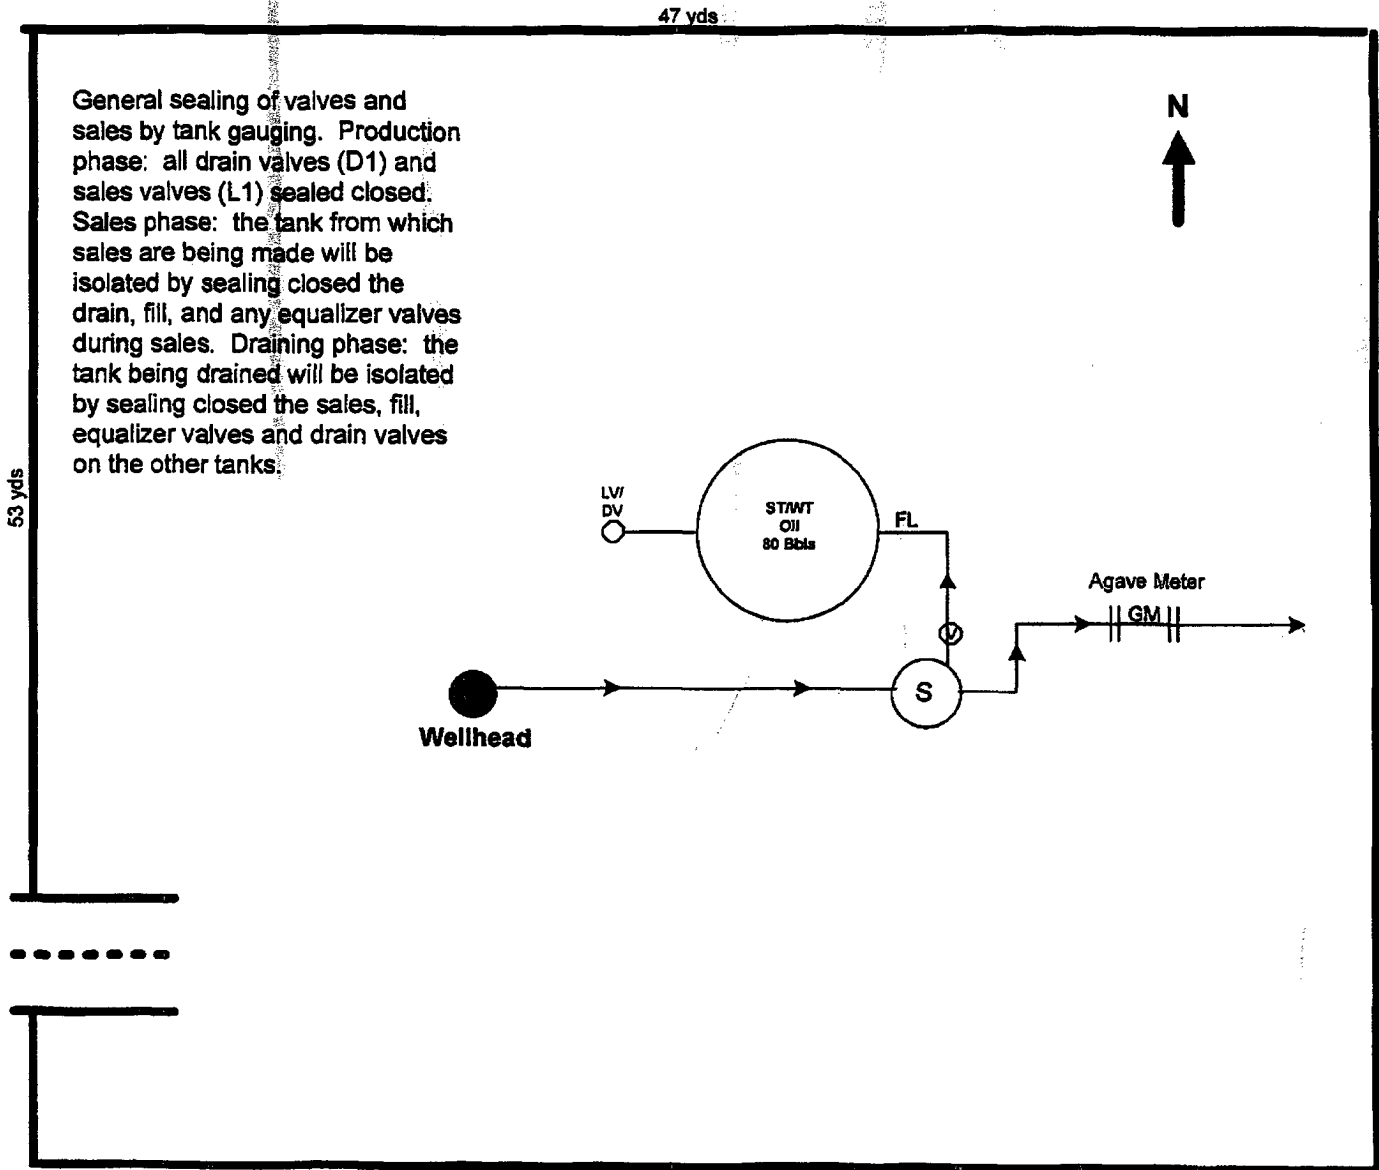 47 yds
General sealing of valves and
sales by tank gauging. Production
phase: all drain valves (D1) and
sales valves (L1) sealed closed.
Sales phase: the tank from which
sales are being made will be
isolated by sealing closed the
drain, fill, and any equalizer valves
during sales. Draining phase: the
tank being drained will be isolated
by sealing closed the sales, fill,
equalizer valves and drain valves
on the other tanks.
N
53 yds
LV/
DV
ST/WT
Oil
80 Bbls
FL
Agave Meter
GM
V
S
Wellhead